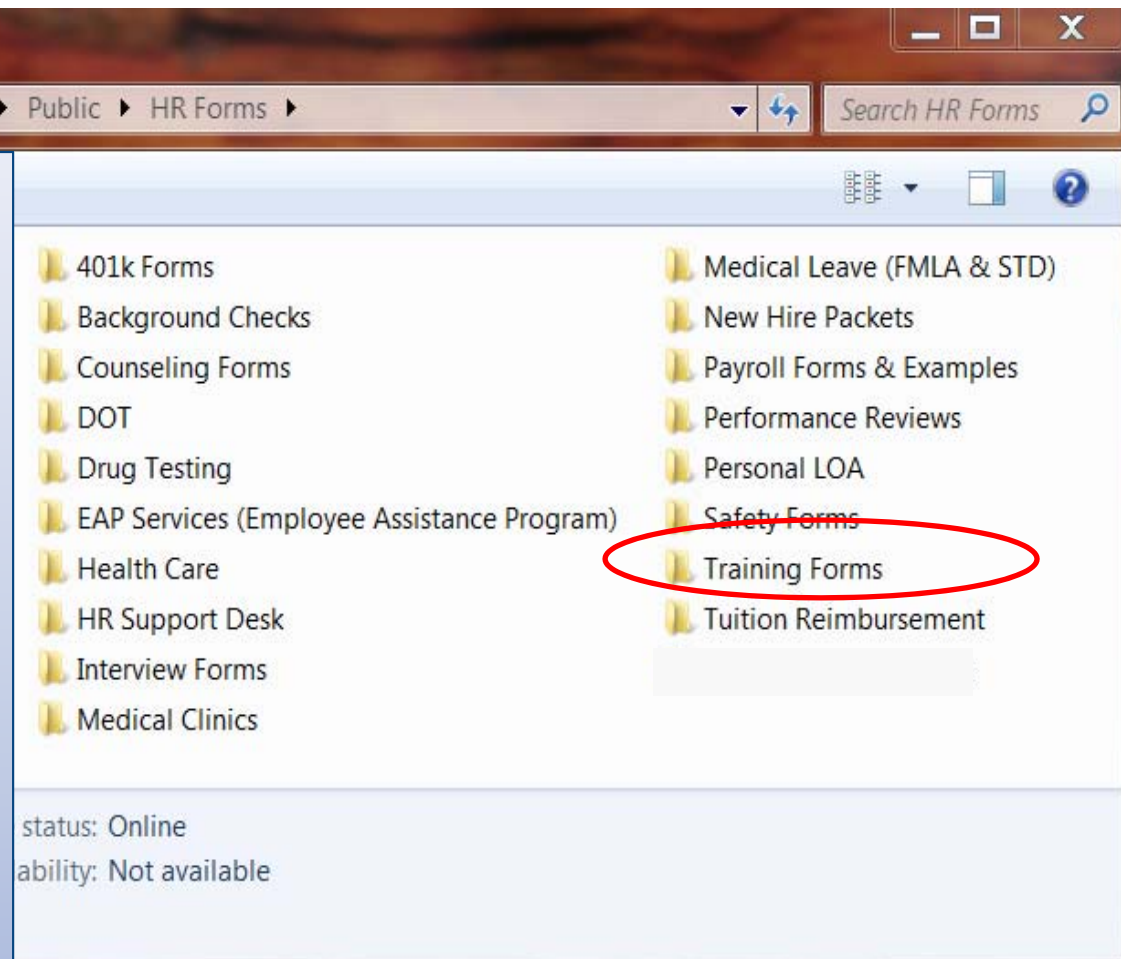 Public ▸ HR Forms ▸
Search HR Forms
401k Forms
Background Checks
Counseling Forms
DOT
Drug Testing
EAP Services (Employee Assistance Program)
Health Care
HR Support Desk
Interview Forms
Medical Clinics
Medical Leave (FMLA & STD)
New Hire Packets
Payroll Forms & Examples
Performance Reviews
Personal LOA
Safety Forms
Training Forms
Tuition Reimbursement
status: Online
ability: Not available